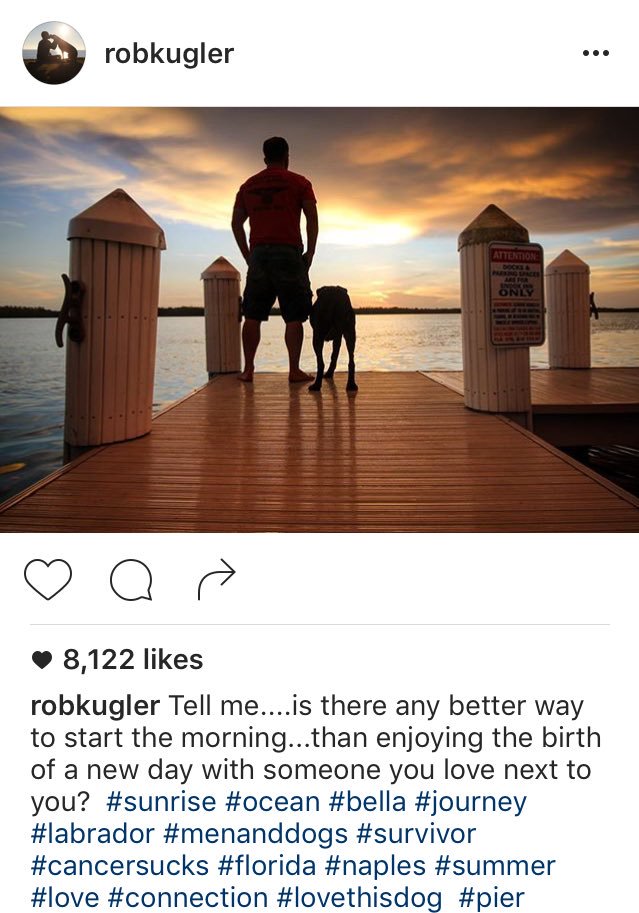 robkugler
ATTENTION:
DOCKS &
PARKING SPACES
ARE FOR
SNOOK INN
ONLY
8,122 likes
robkugler Tell me....is there any better way
to start the morning...than enjoying the birth
of a new day with someone you love next to
you? #sunrise #ocean #bella #journey
#labrador #menanddogs #survivor
#cancersucks #florida #naples #summer
#love #connection #lovethisdog #pier